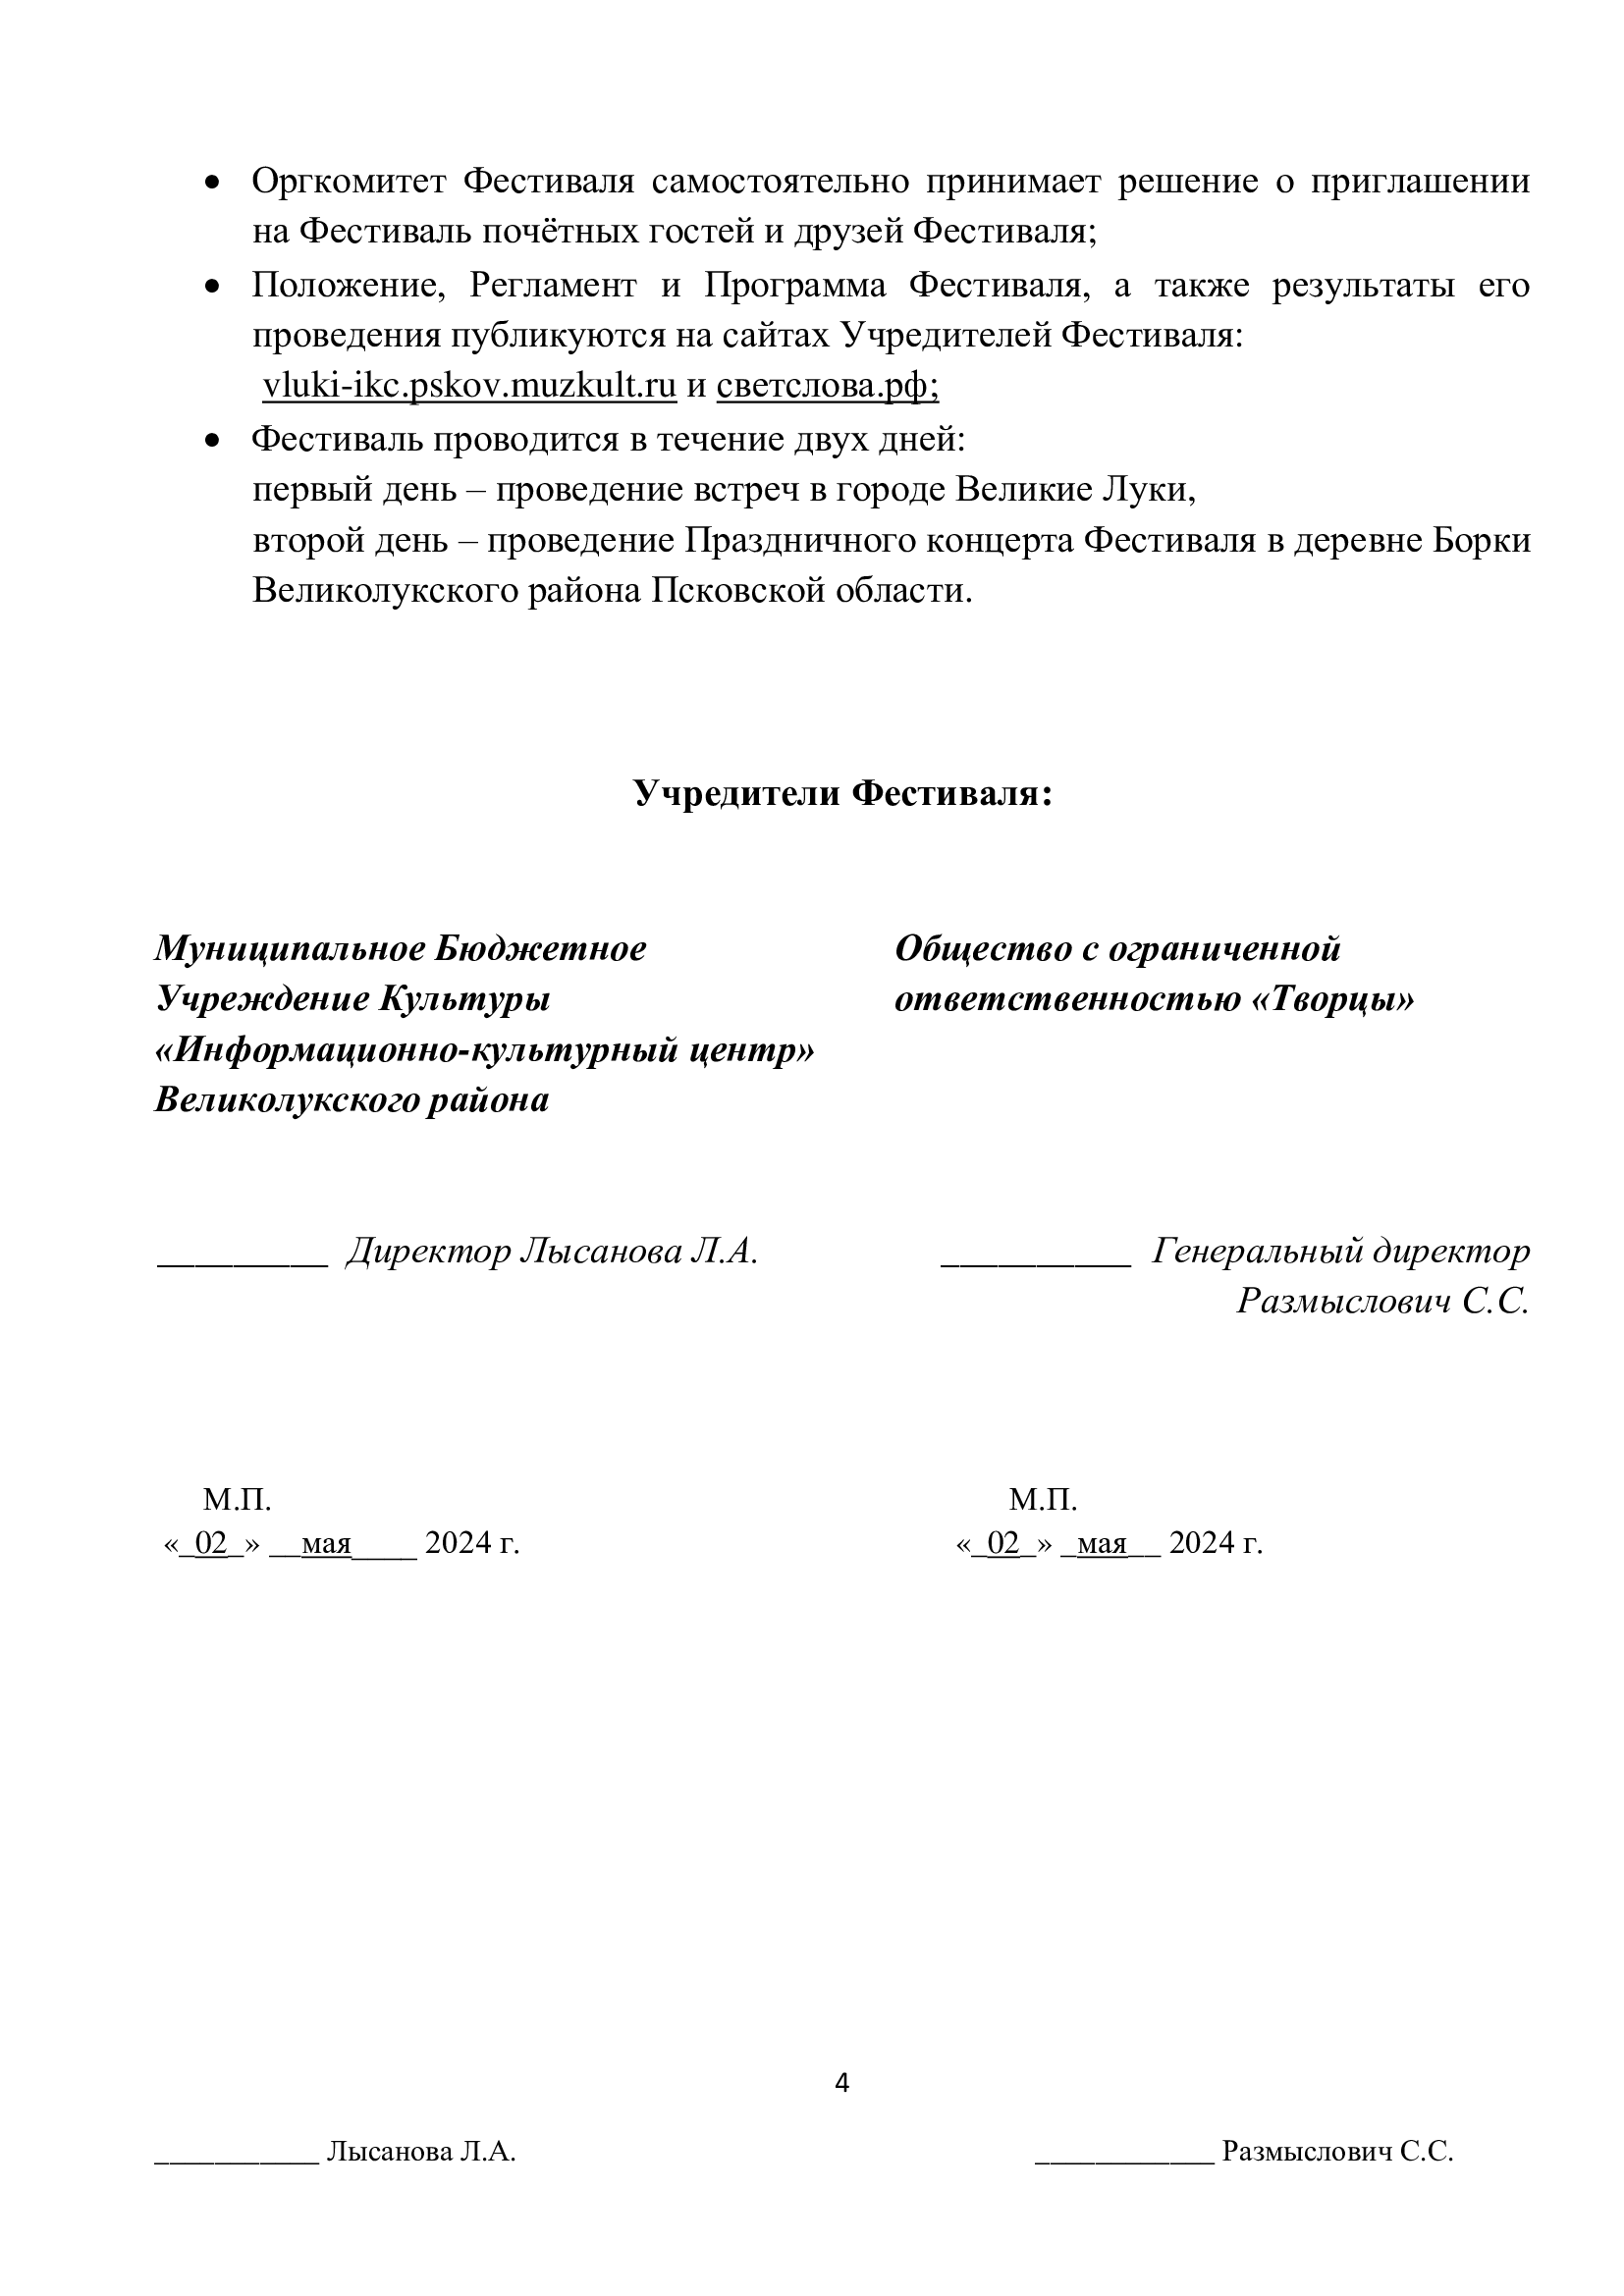 • Оргкомитет Фестиваля самостоятельно принимает решение о приглашении
на Фестиваль почётных гостей и друзей Фестиваля;
• Положение, Регламент и Программа Фестиваля, а также результаты его
проведения публикуются на сайтах Учредителей Фестиваля:
vluki-ikc.pskov.muzkult.ru и светслова.рф;
• Фестиваль проводится в течение двух дней:
первый день – проведение встреч в городе Великие Луки,
второй день – проведение Праздничного концерта Фестиваля в деревне Борки
Великолукского района Псковской области.
Учредители Фестиваля:
Муниципальное Бюджетное
Учреждение Культуры
«Информационно-культурный центр»
Великолукского района
Общество с ограниченной
ответственностью «Творцы»
_________ Директор Лысанова Л.А.
__________ Генеральный директор
Размыслович С.С.
М.П.
«_02_» __мая____ 2024 г.
М.П.
«_02_» _мая__ 2024 г.
4
___________ Лысанова Л.А. ____________ Размыслович С.С.